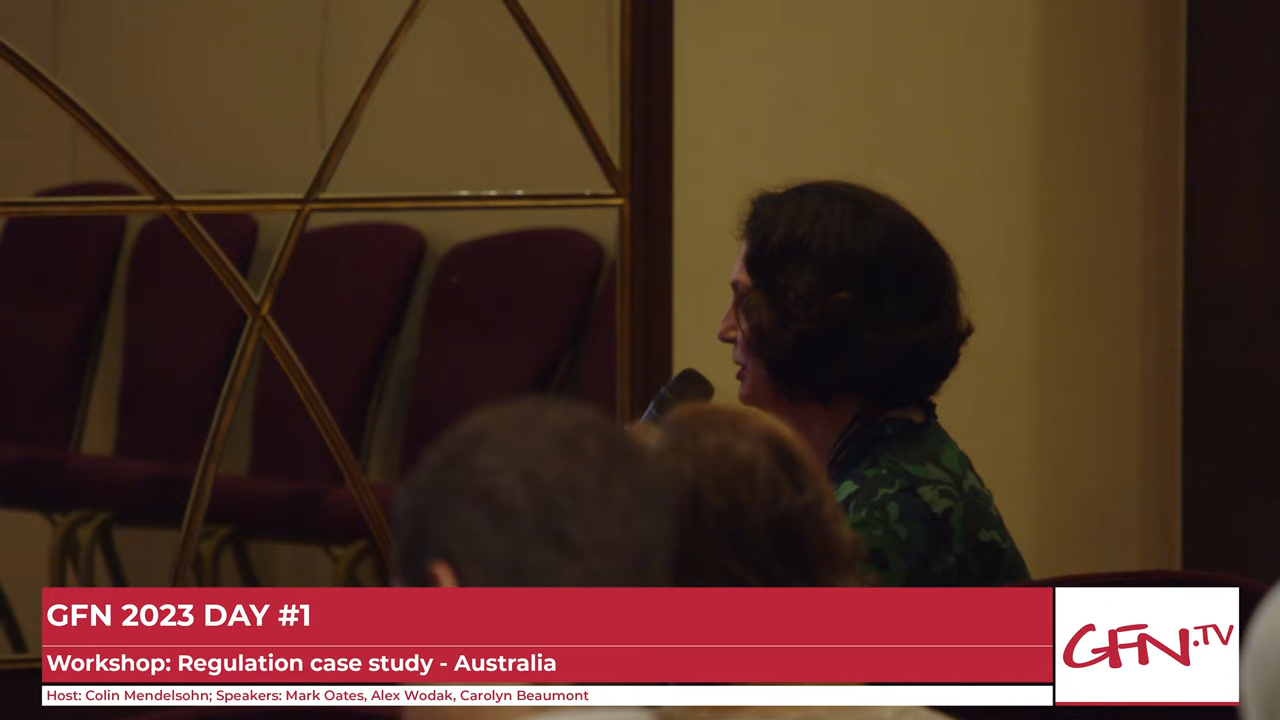 GFN 2023 DAY #1
Workshop: Regulation case study - Australia
Host: Colin Mendelsohn; Speakers: Mark Oates, Alex Wodak, Carolyn Beaumont
GFN.TV